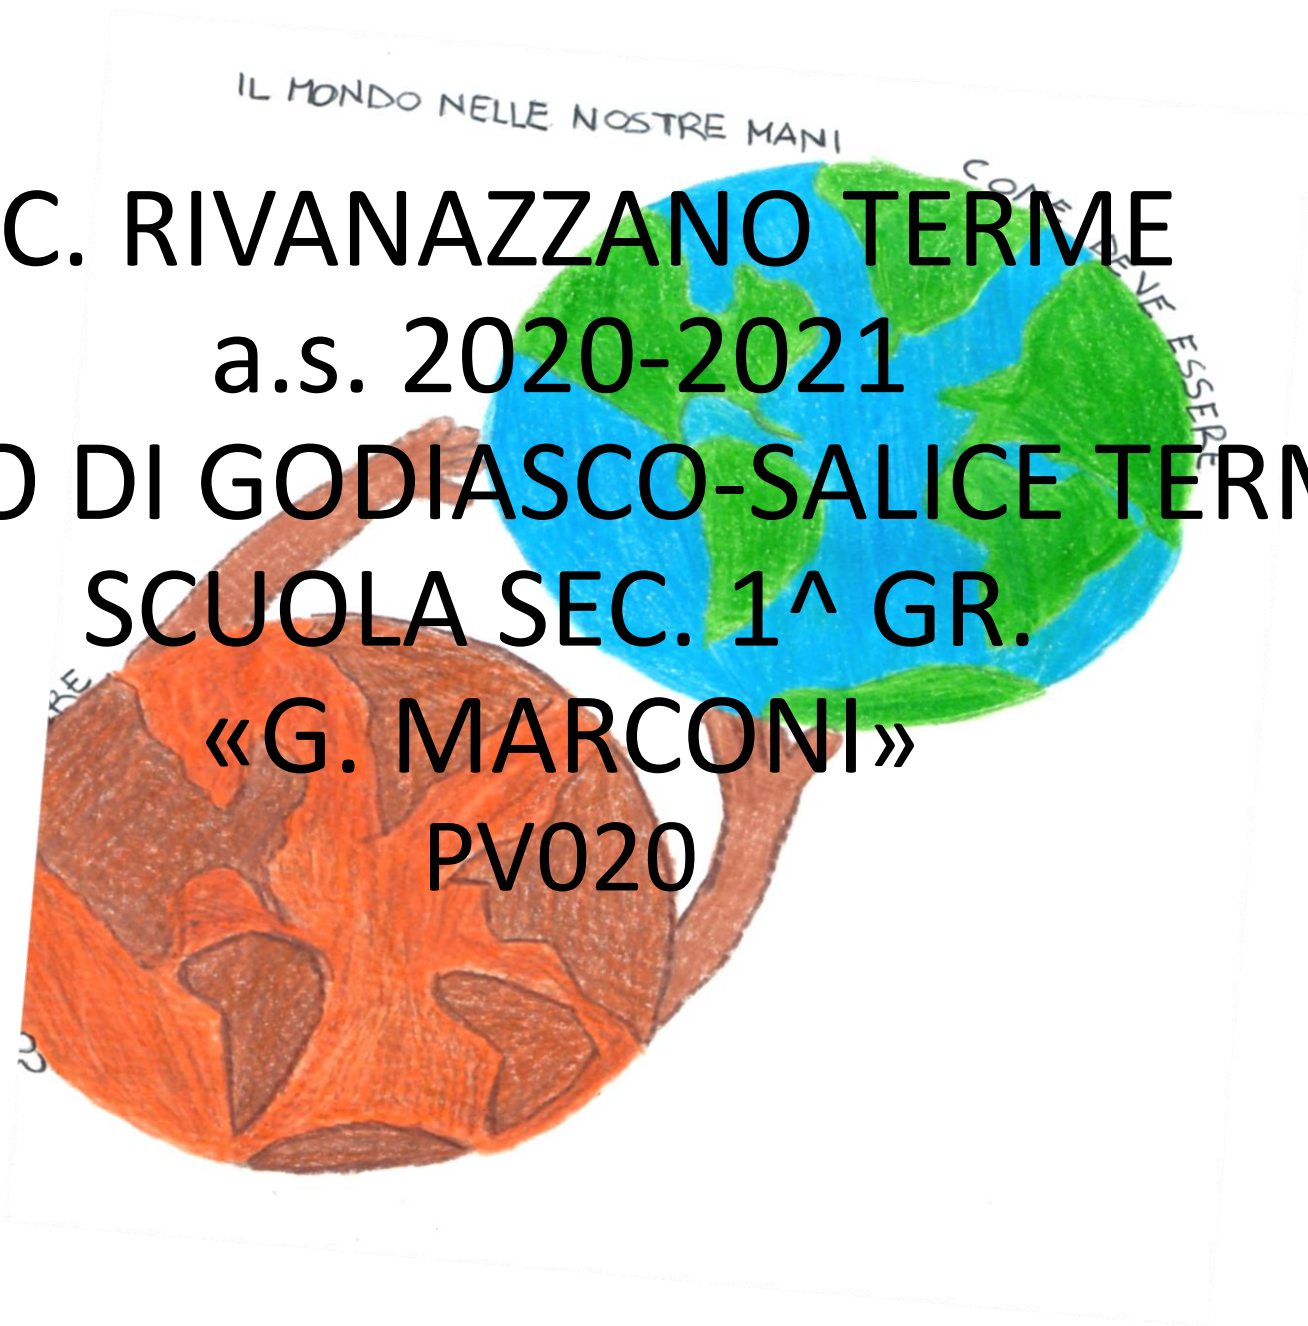 IL MONDO NELLE NOSTRE MANI
COME DEVE ESSERE
C. RIVANAZZANO TERME
a.s. 2020-2021
DI GODIASCO-SALICE
SCUOLA SEC. 1^ GR.
«G. MARCONI»
PV020